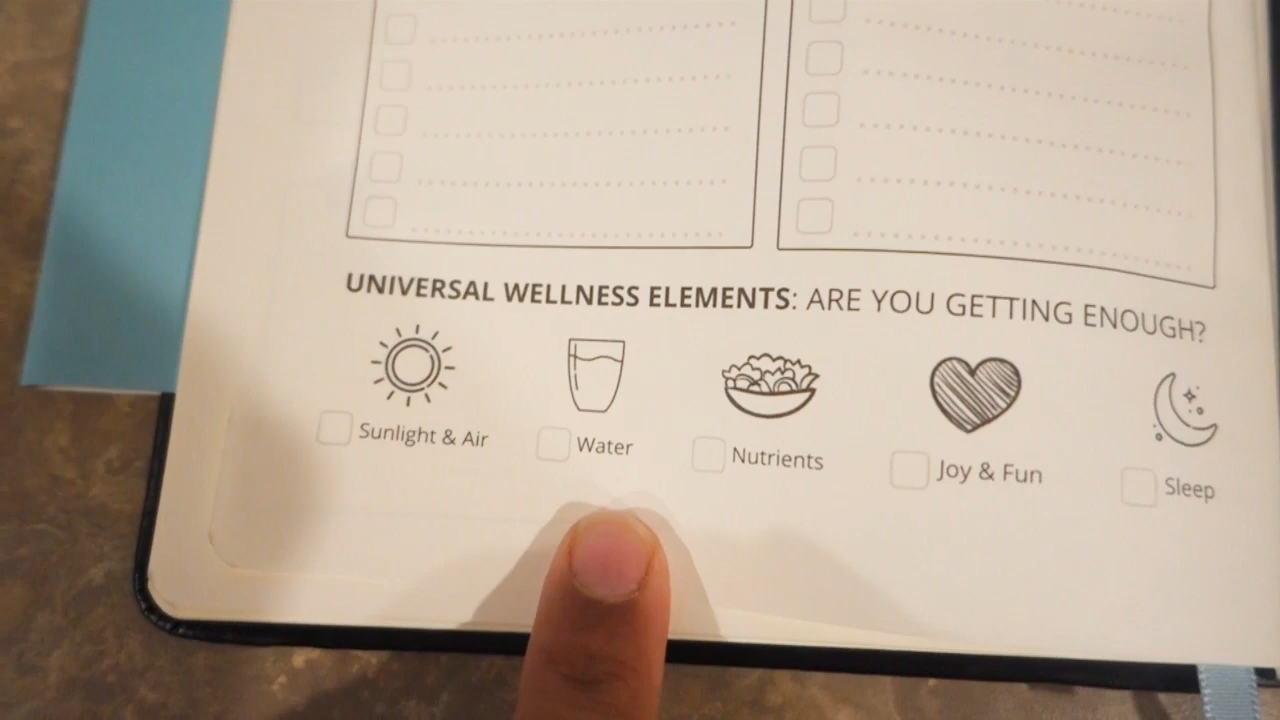 UNIVERSAL WELLNESS ELEMENTS: ARE YOU GETTING ENOUGH?
Sunlight & Air
Water
Nutrients
Joy & Fun
Sleep